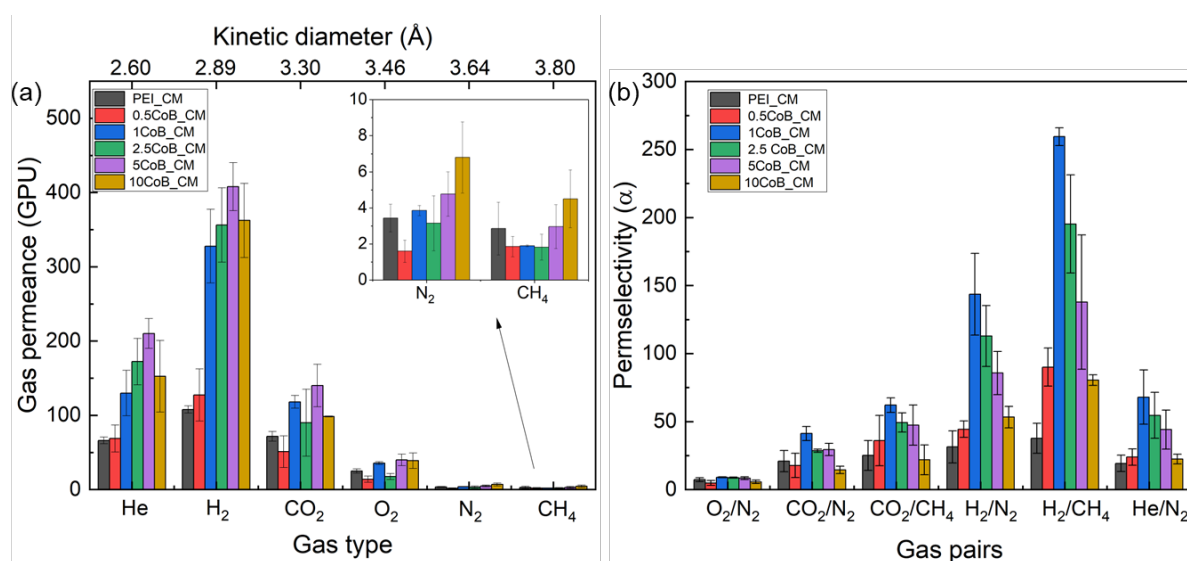 Kinetic diameter (Å)
2.60 2.89 3.30 3.46 3.64 3.80
(a)
Gas permeance (GPU)
500
400
300
200
100
0
PEI_CM
0.5CoB_CM
1CoB_CM
2.5CoB_CM
5CoB_CM
10CoB_CM
10
8
6
4
2
0
N₂ CH₄
He H₂ CO₂ O₂ N₂ CH₄
Gas type
(b)
Permselectivity (α)
300
250
200
150
100
50
0
PEI_CM
0.5CoB_CM
1CoB_CM
2.5 CoB_CM
5CoB_CM
10CoB_CM
O₂/N₂ CO₂/N₂ CO₂/CH₄ H₂/N₂ H₂/CH₄ He/N₂
Gas pairs